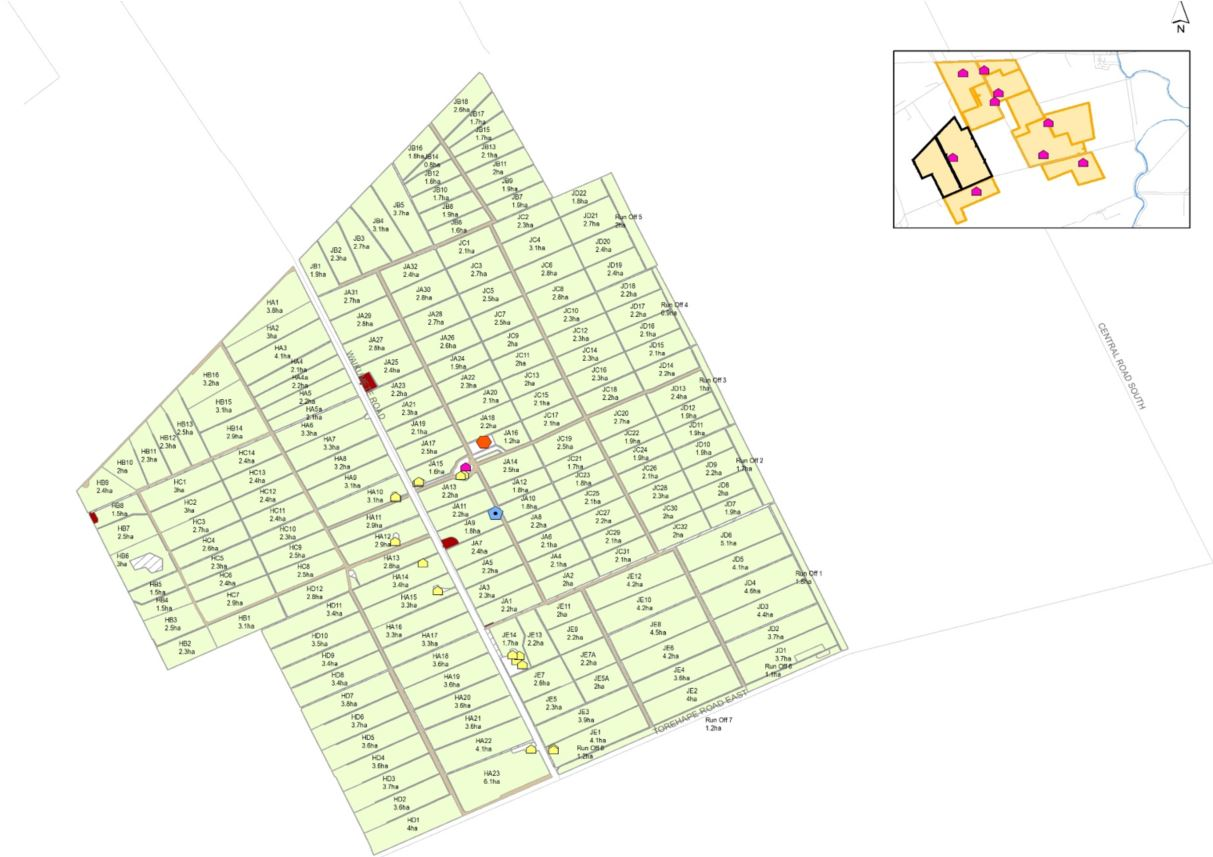 N
JB18
2.6ha
JB17
1.7ha
JB15
1.7ha
JB13
2.1ha
JB11
2ha
JB9
1.9ha
JB7
1.9ha
JB16
1.8ha
JB14
0.8ha
JB12
1.6ha
JB10
1.7ha
JB8
1.9ha
JB6
1.6ha
JB5
3.7ha
JB4
3.1ha
JB3
2.7ha
JB2
2.3ha
JB1
1.9ha
JD22
1.8ha
JD21
2.7ha
Run Off 5
2ha
JD20
2.4ha
JD19
2.4ha
JD18
2.2ha
JD17
2.2ha
Run Off 4
0.9ha
JD16
2.1ha
JD15
2.1ha
JD14
2.2ha
JD13
2.4ha
Run Off 3
1ha
JD12
1.9ha
JD11
1.9ha
JD10
1.9ha
JD9
2.2ha
Run Off 2
JD8
2ha
JD7
1.9ha
JD6
5.1ha
JD5
4.1ha
JD4
4.6ha
Run Off 1
JD3
4.4ha
JD2
3.7ha
JD1
3.7ha
Run Off 6
1.1ha
JC2
2.3ha
JC4
3.1ha
JC6
2.8ha
JC8
2.8ha
JC10
2.3ha
JC12
2.3ha
JC14
2.3ha
JC16
2.3ha
JC18
2.2ha
JC20
2.7ha
JC22
1.9ha
JC24
1.9ha
JC26
2.1ha
JC28
2.3ha
JC30
2ha
JC32
2ha
JC1
2.1ha
JC3
2.7ha
JC5
2.5ha
JC7
2.5ha
JC9
2ha
JC11
2ha
JC13
2ha
JC15
2.1ha
JC17
2.1ha
JC19
2.5ha
JC21
1.7ha
JC23
1.8ha
JC25
2.1ha
JC27
2.2ha
JC29
2.1ha
JC31
2.1ha
JA32
2.4ha
JA30
2.8ha
JA28
2.7ha
JA26
2.6ha
JA24
1.9ha
JA22
2.3ha
JA20
2.1ha
JA18
2.2ha
JA16
1.2ha
JA14
2.5ha
JA12
1.8ha
JA10
1.8ha
JA8
2.2ha
JA6
2.1ha
JA4
2.1ha
JA2
2ha
JA31
2.7ha
JA29
2.8ha
JA27
2.8ha
JA25
2.4ha
JA23
2.2ha
JA21
2.3ha
JA19
2.1ha
JA17
2.5ha
JA15
1.6ha
JA13
2.2ha
JA11
2.2ha
JA9
1.8ha
JA7
2.4ha
JA5
2.2ha
JA3
2.3ha
JA1
2.2ha
HA1
3.8ha
HA2
3ha
HA3
4.1ha
HA4
2.1ha
HA4a
2.2ha
HA5
2.2ha
HA5a
2.1ha
HA6
3.3ha
HA7
3.3ha
HA8
3.2ha
HA9
3.1ha
HA10
3.1ha
HA11
2.9ha
HA12
2.9ha
HA13
2.6ha
HA14
3.4ha
HA15
3.3ha
HA16
3.3ha
HA17
3.3ha
HA18
3.6ha
HA19
3.6ha
HA20
3.6ha
HA21
3.6ha
HA22
4.1ha
HA23
6.1ha
HB16
3.2ha
HB15
3.1ha
HB14
2.9ha
HB13
2.5ha
HB12
2.3ha
HB11
2.3ha
HB10
2ha
HB9
2.4ha
HB8
1.5ha
HB7
2.5ha
HB6
3ha
HB5
1.5ha
HB4
1.5ha
HB3
2.5ha
HB2
2.3ha
HB1
3.1ha
HC14
2.4ha
HC13
2.4ha
HC12
2.4ha
HC11
2.4ha
HC10
2.3ha
HC9
2.5ha
HC8
2.5ha
HC1
3ha
HC2
3ha
HC3
2.7ha
HC4
2.6ha
HC5
2.3ha
HC6
2.4ha
HC7
2.9ha
HD12
2.8ha
HD11
3.4ha
HD10
3.5ha
HD9
3.4ha
HD8
3.4ha
HD7
3.8ha
HD6
3.7ha
HD5
3.6ha
HD4
3.6ha
HD3
3.7ha
HD2
3.6ha
HD1
4ha
JE12
4.2ha
JE10
4.2ha
JE8
4.5ha
JE6
4.2ha
JE4
3.6ha
JE2
4ha
JE11
2ha
JE9
2.2ha
JE7A
2.2ha
JE5A
2ha
JE14
1.7ha
JE13
2.2ha
JE7
2.6ha
JE5
2.3ha
JE3
3.9ha
JE1
4.1ha
1.2ha
Run Off 7
1.2ha
ROAD
TOREHAPE ROAD EAST
CENTRAL ROAD SOUTH